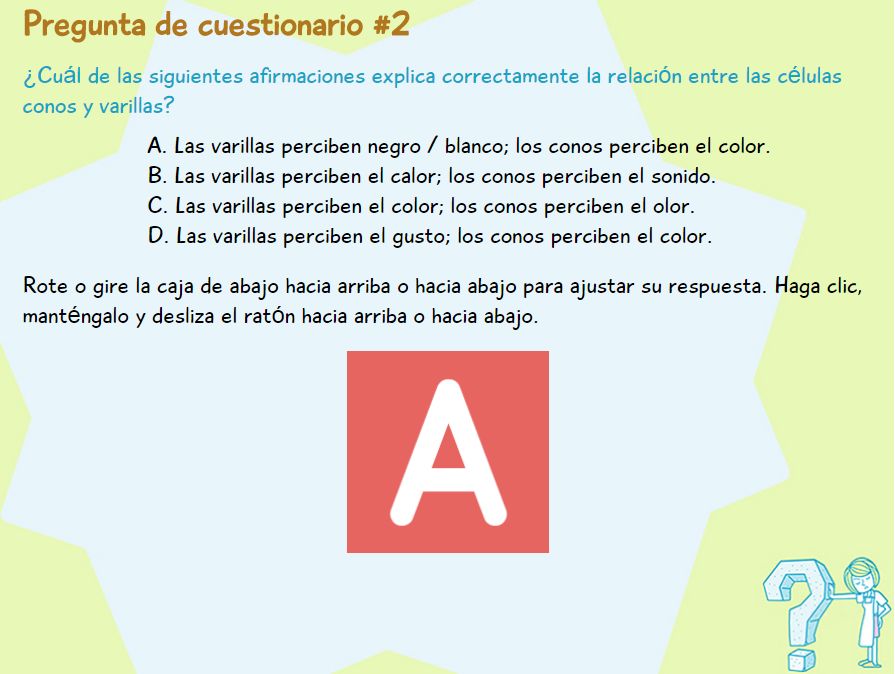 Pregunta de cuestionario #2
¿Cuál de las siguientes afirmaciones explica correctamente la relación entre las células
conos y varillas?
A. Las varillas perciben negro / blanco; los conos perciben el color.
B. Las varillas perciben el calor; los conos perciben el sonido.
C. Las varillas perciben el color; los conos perciben el olor.
D. Las varillas perciben el gusto; los conos perciben el color.
Rote o gire la caja de abajo hacia arriba o hacia abajo para ajustar su respuesta. Haga clic,
manténgalo y desliza el ratón hacia arriba o hacia abajo.
A